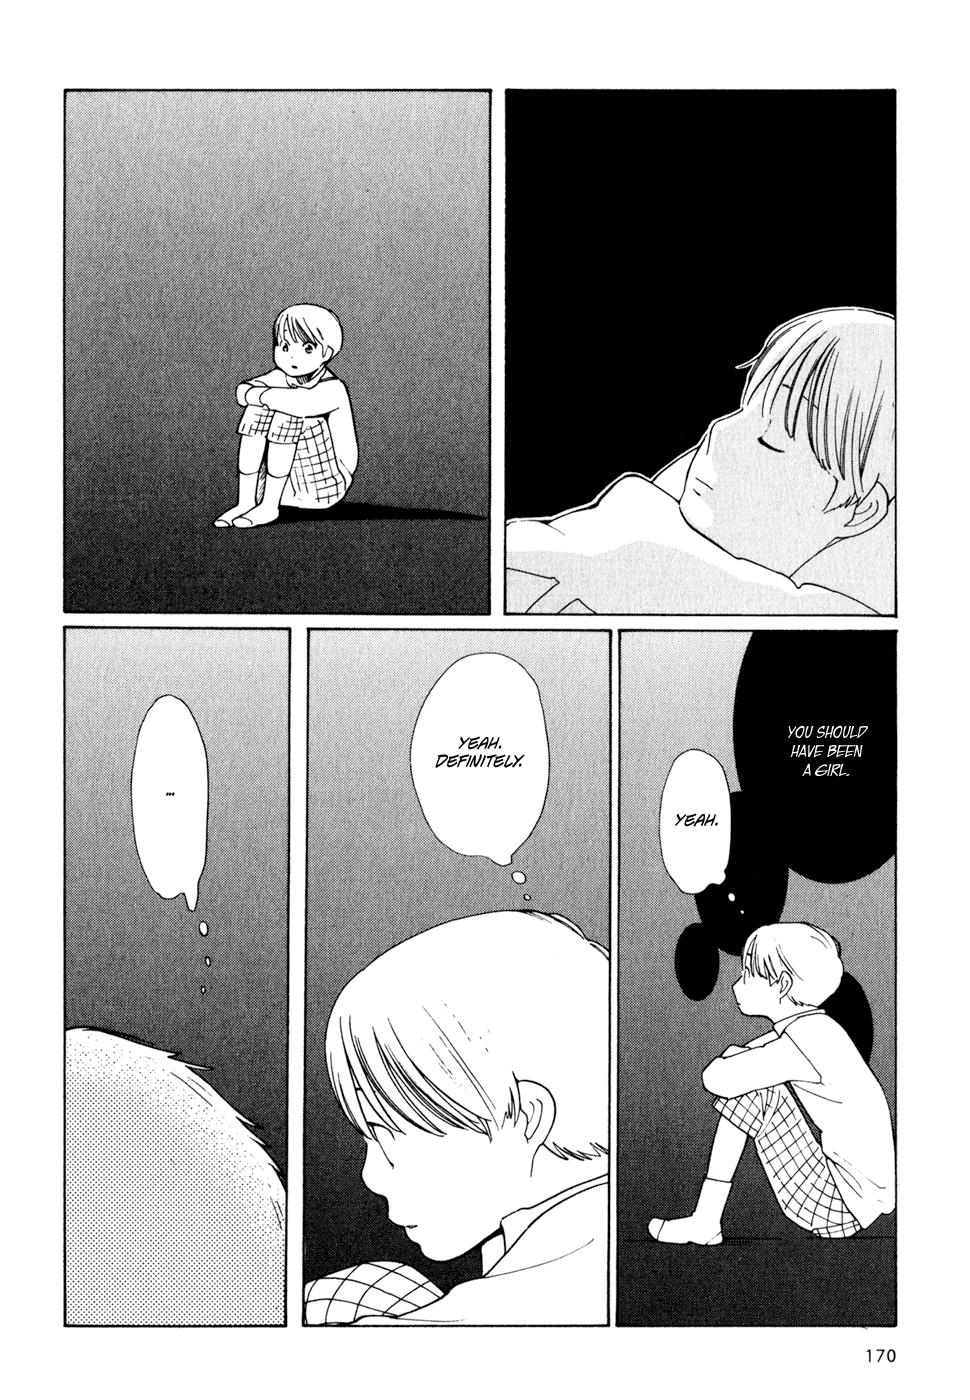 YOU SHOULD
HAVE BEEN
A GIRL.
YEAH.
YEAH.
DEFINITELY.
...
170